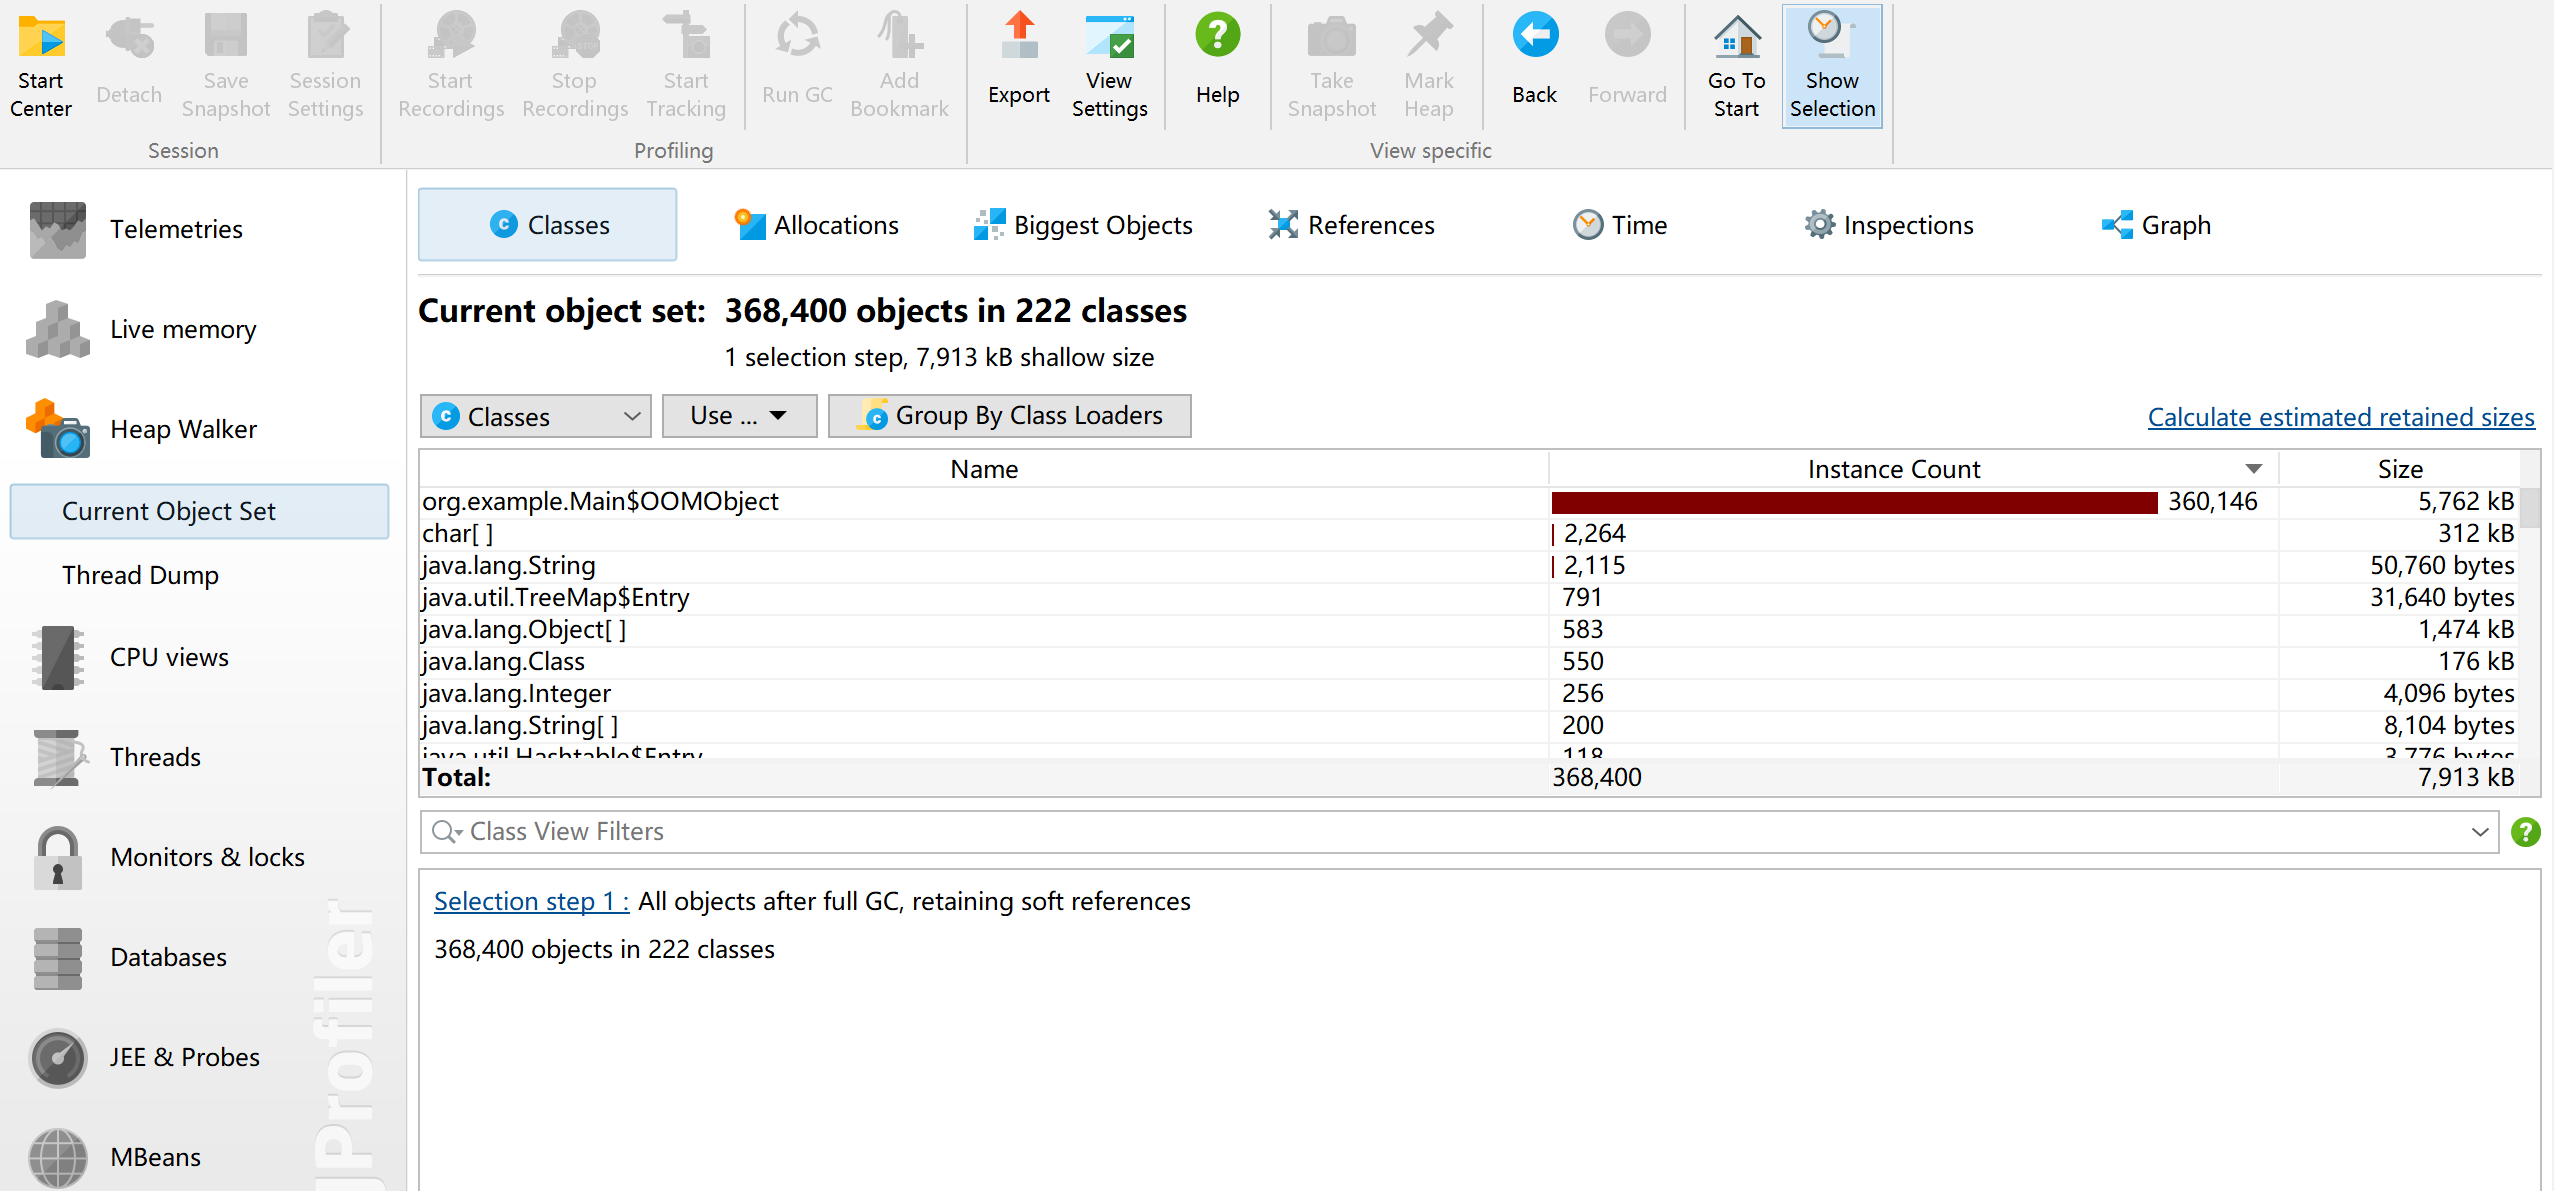 Start Center
Detach
Save Snapshot
Session Settings
Start Recordings
Stop Recordings
Start Tracking
Run GC
Add Bookmark
Export
View Settings
Help
Take Snapshot
Mark Heap
Back
Forward
Go To Start
Show Selection
Session
Profiling
View specific
Telemetries
Live memory
Heap Walker
Current Object Set
Thread Dump
CPU views
Threads
Monitors & locks
Databases
JEE & Probes
MBeans
JProfiler
Classes
Allocations
Biggest Objects
References
Time
Inspections
Graph
Current object set: 368,400 objects in 222 classes
1 selection step, 7,913 kB shallow size
Classes
Use ...
Group By Class Loaders
Calculate estimated retained sizes
Name Instance Count Size
org.example.Main$OOMObject 360,146 5,762 kB
char[ ] 2,264 312 kB
java.lang.String 2,115 50,760 bytes
java.util.TreeMap$Entry 791 31,640 bytes
java.lang.Object[ ] 583 1,474 kB
java.lang.Class 550 176 kB
java.lang.Integer 256 4,096 bytes
java.lang.String[ ] 200 8,104 bytes
java.util.Hashtable$Entry 118 3,776 bytes
Total: 368,400 7,913 kB
Class View Filters
Selection step 1 : All objects after full GC, retaining soft references
368,400 objects in 222 classes